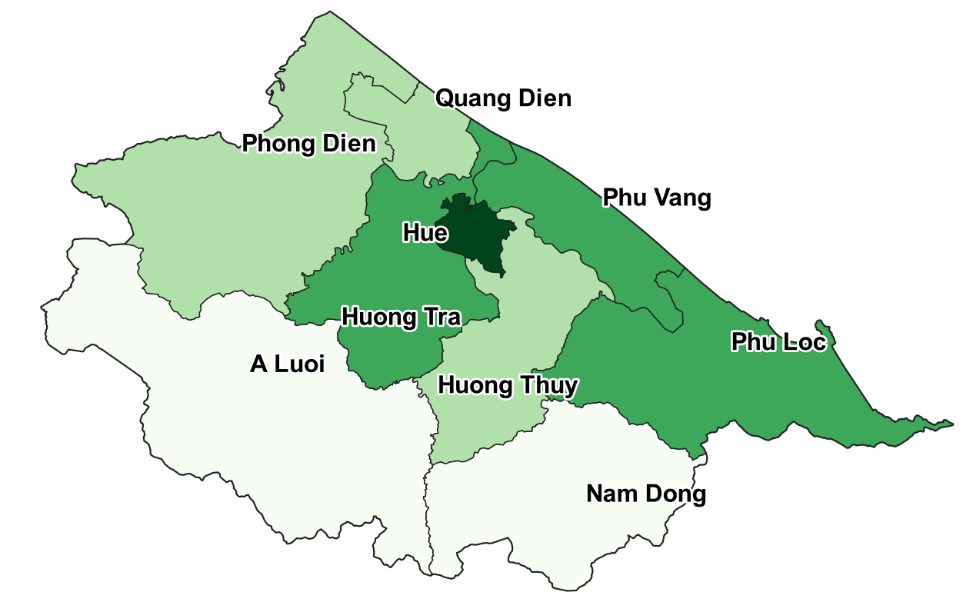 Quang Dien
Phong Dien
Phu Vang
Hue
Huong Tra
Phu Loc
A Luoi
Huong Thuy
Nam Dong